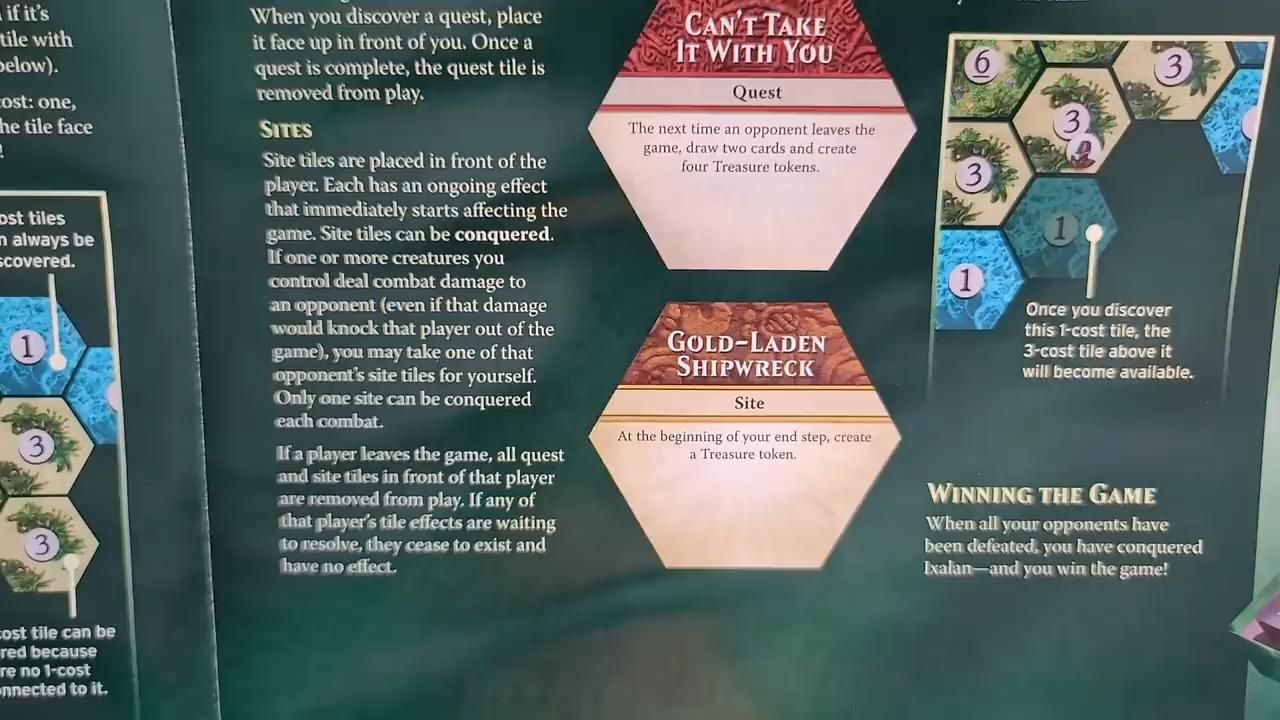 if it's
tile with
below).
cost: one,
he tile face
ost tiles
n always be
scovered.
1
3
3
cost tile can be
red because
re no 1-cost
nnected to it.
When you discover a quest, place
it face up in front of you. Once a
quest is complete, the quest tile is
removed from play.
SITES
Site tiles are placed in front of the
player. Each has an ongoing effect
that immediately starts affecting the
game. Site tiles can be conquered.
If one or more creatures you
control deal combat damage to
an opponent (even if that damage
would knock that player out of the
game), you may take one of that
opponent's site tiles for yourself.
Only one site can be conquered
each combat.
If a player leaves the game, all quest
and site tiles in front of that player
are removed from play. If any of
that player's tile effects are waiting
to resolve, they cease to exist and
have no effect.
CAN'T TAKE
IT WITH YOU
Quest
The next time an opponent leaves the
game, draw two cards and create
four Treasure tokens.
GOLD-LADEN
SHIPWRECK
Site
At the beginning of your end step, create
a Treasure token.
6
3
3
3
1
1
Once you discover
this 1-cost tile, the
3-cost tile above it
will become available.
WINNING THE GAME
When all your opponents have
been defeated, you have conquered
Ixalan—and you win the game!